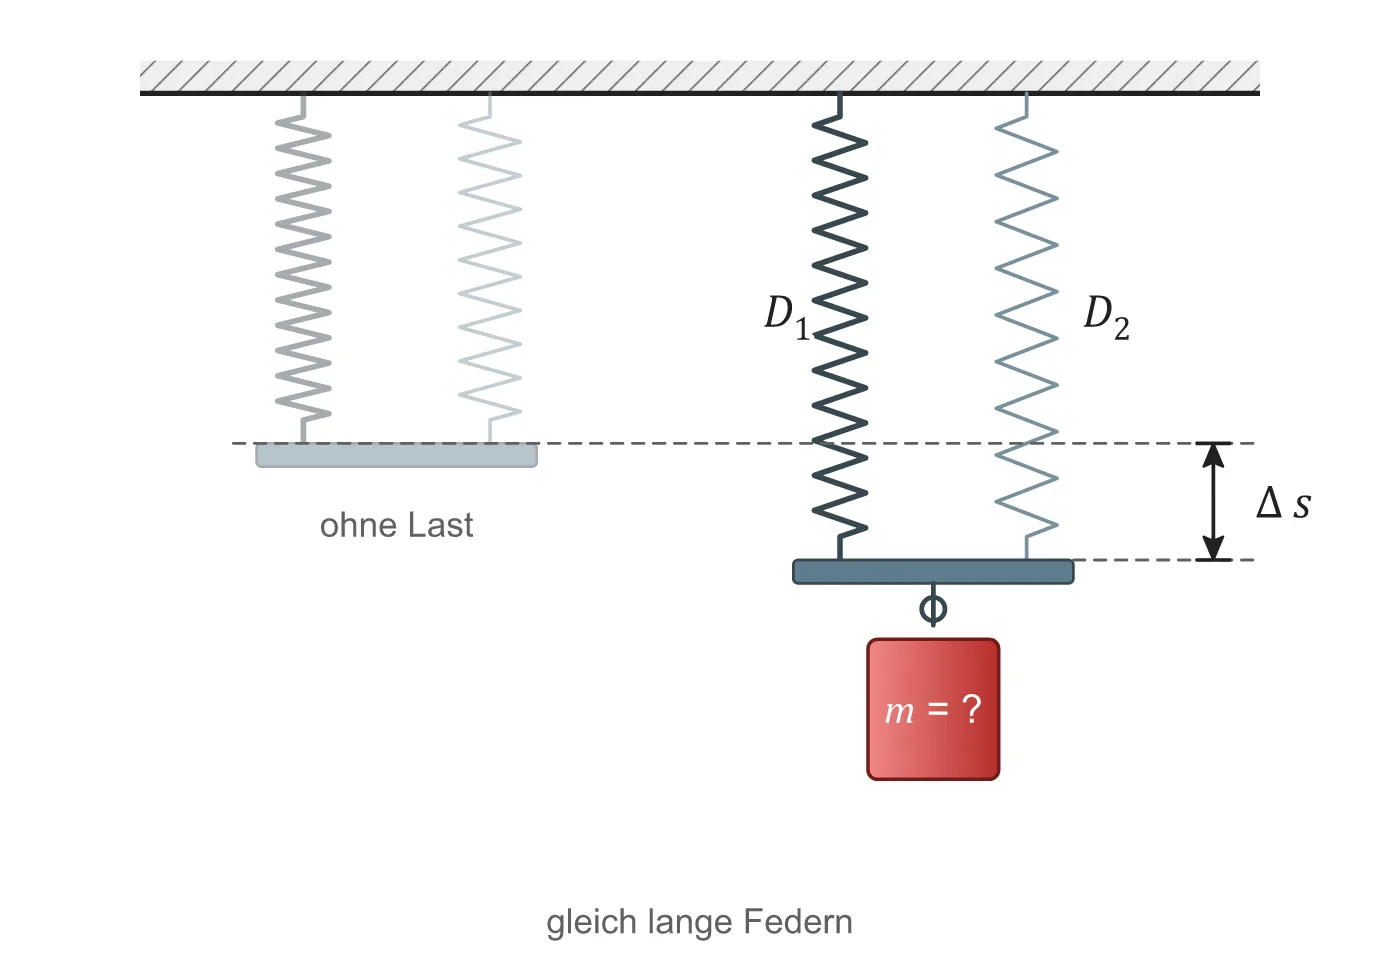 D₁
D₂
Δ s
ohne Last
m = ?
gleich lange Federn